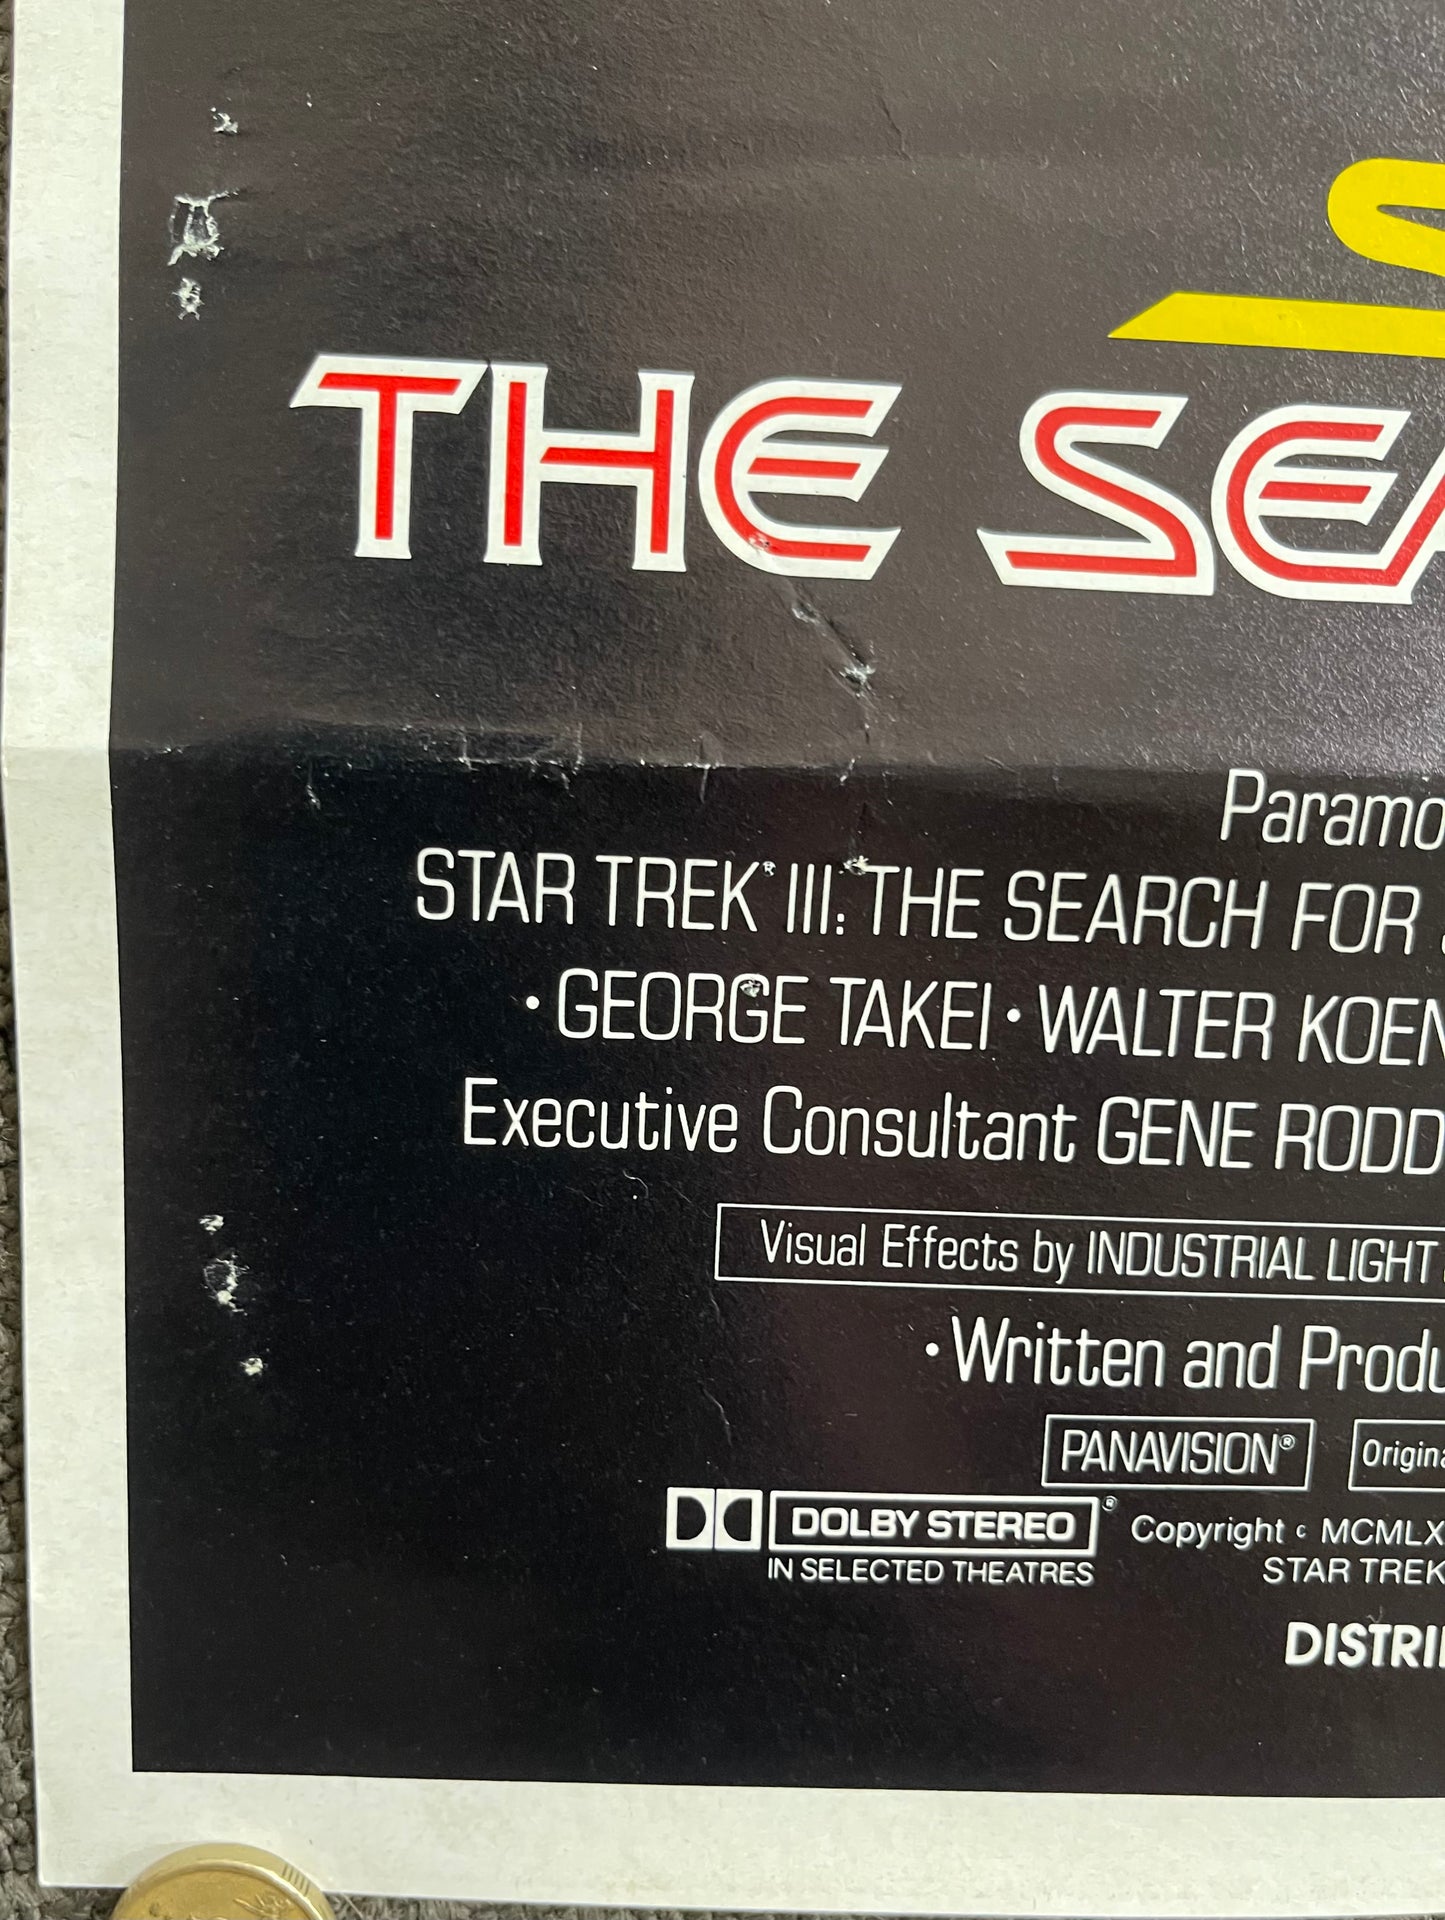 S
THE SEA
Paramo
STAR TREK® III: THE SEARCH FOR
• GEORGE TAKEI • WALTER KOEN
Executive Consultant GENE RODD
Visual Effects by INDUSTRIAL LIGHT
• Written and Produ
PANAVISION® Origina
DOLBY STEREO ® Copyright c MCMLX
IN SELECTED THEATRES STAR TREK
DISTRI